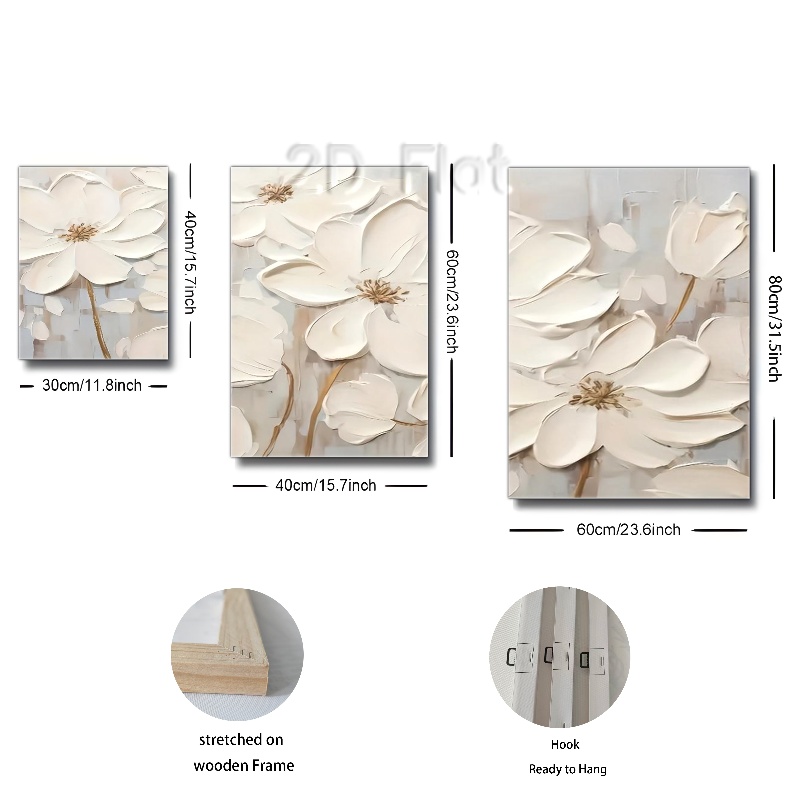 2D Flat
40cm/15.7inch
30cm/11.8inch
60cm/23.6inch
40cm/15.7inch
80cm/31.5inch
60cm/23.6inch
stretched on
wooden Frame
Hook
Ready to Hang